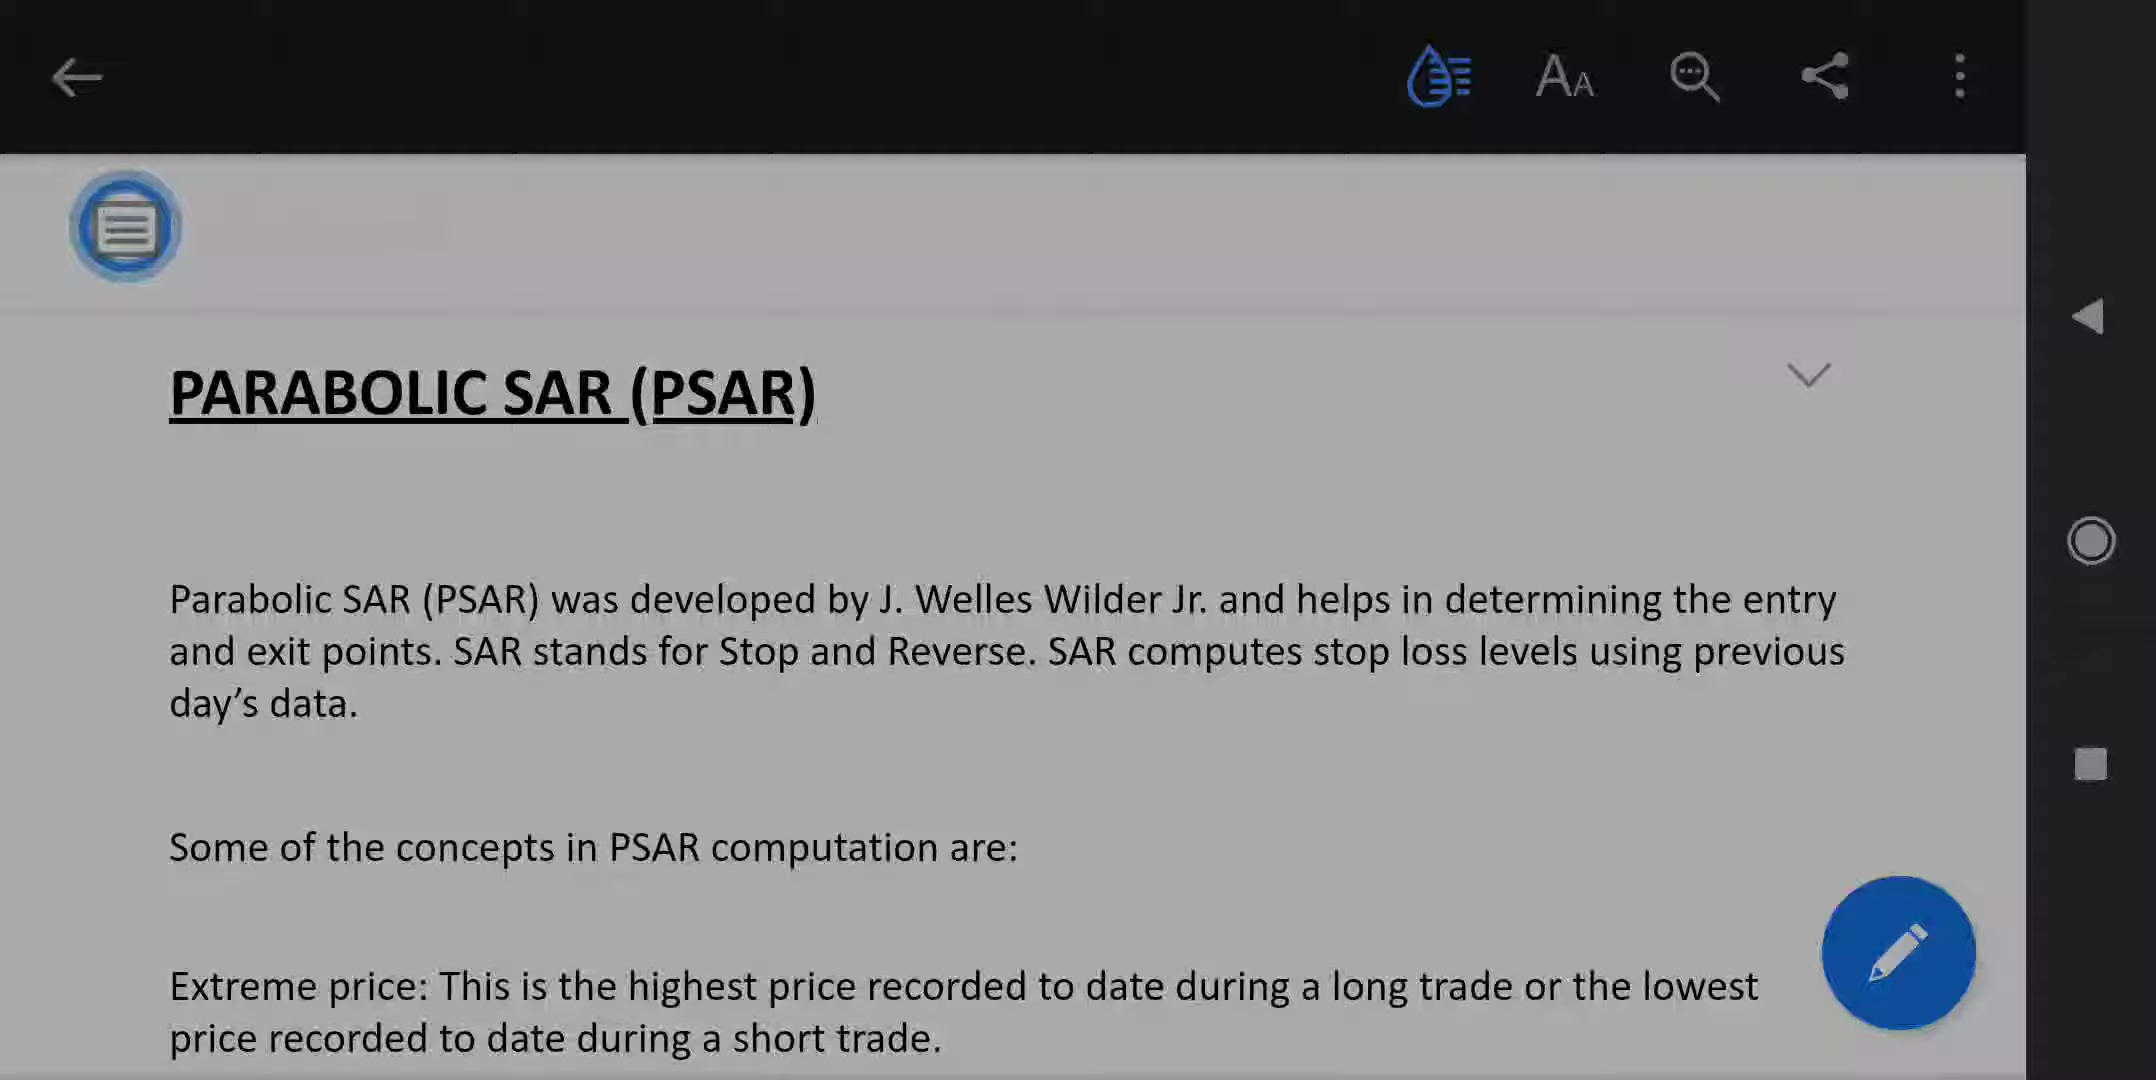 AA
PARABOLIC SAR (PSAR)
Parabolic SAR (PSAR) was developed by J. Welles Wilder Jr. and helps in determining the entry
and exit points. SAR stands for Stop and Reverse. SAR computes stop loss levels using previous
day’s data.
Some of the concepts in PSAR computation are:
Extreme price: This is the highest price recorded to date during a long trade or the lowest
price recorded to date during a short trade.